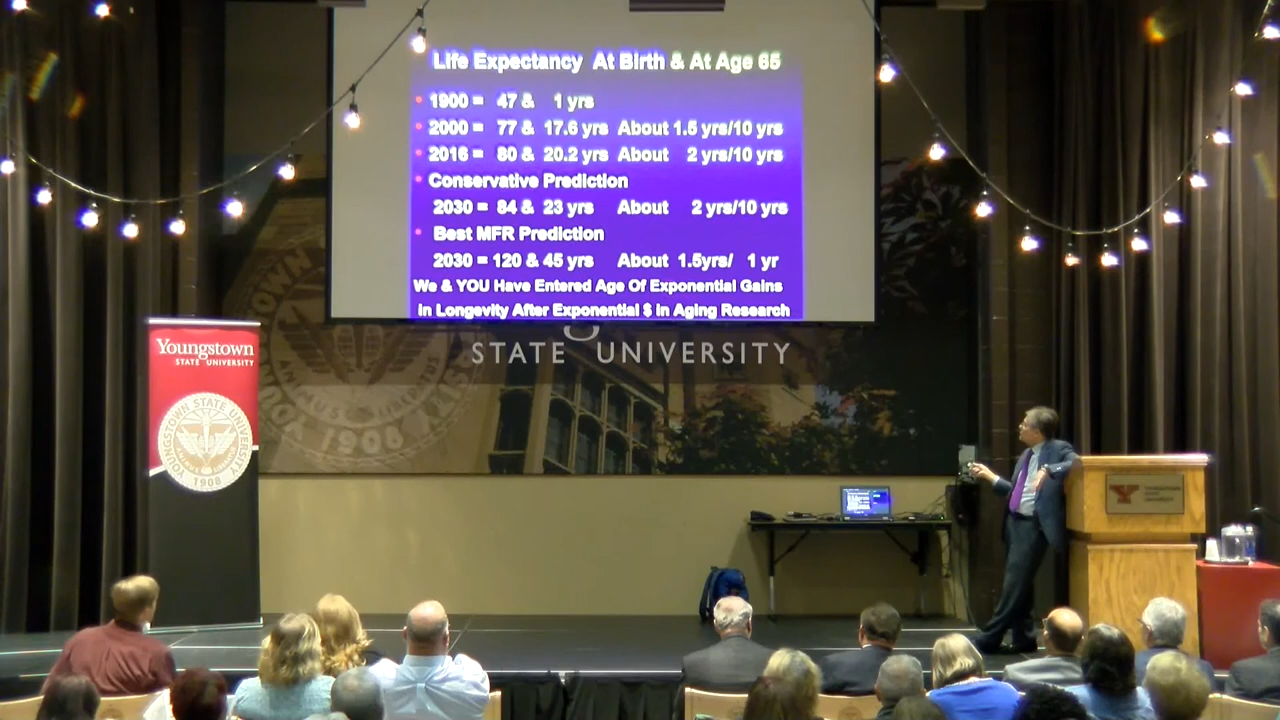 Life Expectancy At Birth & At Age 65
• 1900 = 47 & 1 yrs
• 2000 = 77 & 17.6 yrs About 1.5 yrs/10 yrs
• 2016 = 80 & 20.2 yrs About 2 yrs/10 yrs
• Conservative Prediction
2030 = 84 & 23 yrs About 2 yrs/10 yrs
• Best MFR Prediction
2030 = 120 & 45 yrs About 1.5yrs/ 1 yr
We & YOU Have Entered Age Of Exponential Gains
In Longevity After Exponential $ In Aging Research
STATE UNIVERSITY
1908
Youngstown
STATE UNIVERSITY
YOUNGSTOWN STATE UNIVERSITY
1908
Y